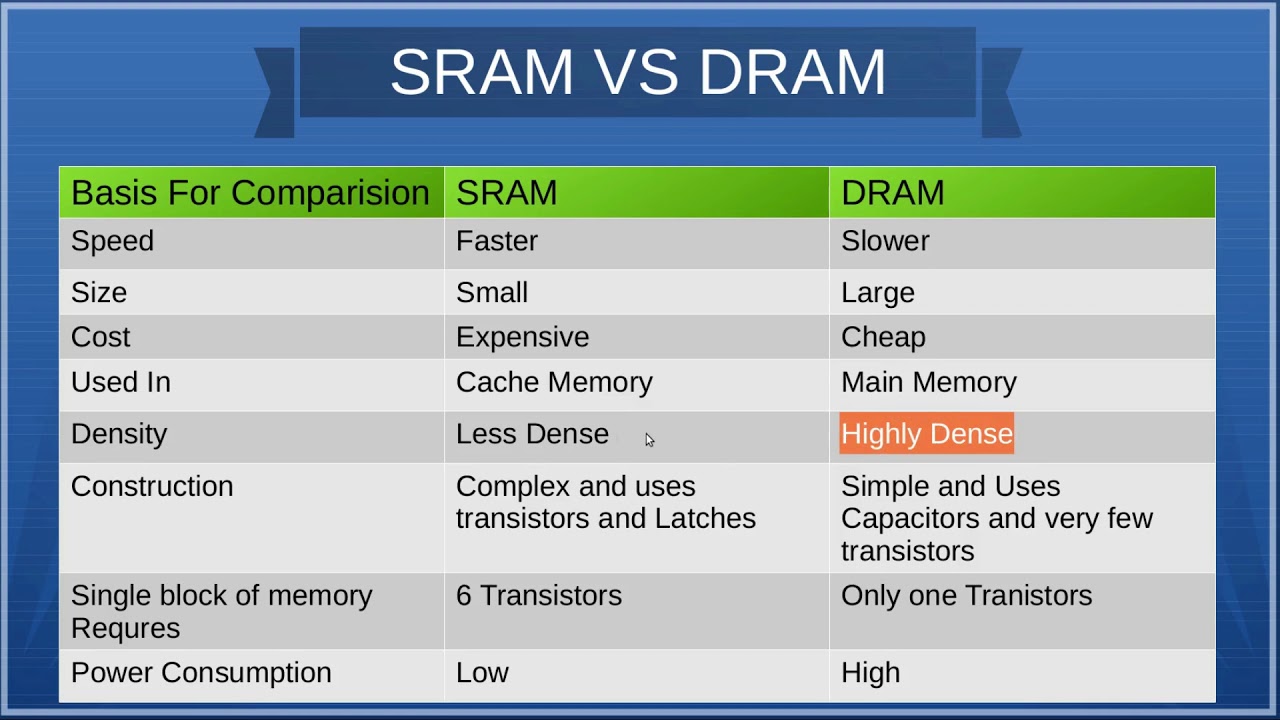 SRAM VS DRAM
Basis For Comparision SRAM DRAM
Speed Faster Slower
Size Small Large
Cost Expensive Cheap
Used In Cache Memory Main Memory
Density Less Dense Highly Dense
Construction Complex and uses Simple and Uses
transistors and Latches Capacitors and very few
transistors
Single block of memory 6 Transistors Only one Tranistors
Requres
Power Consumption Low High